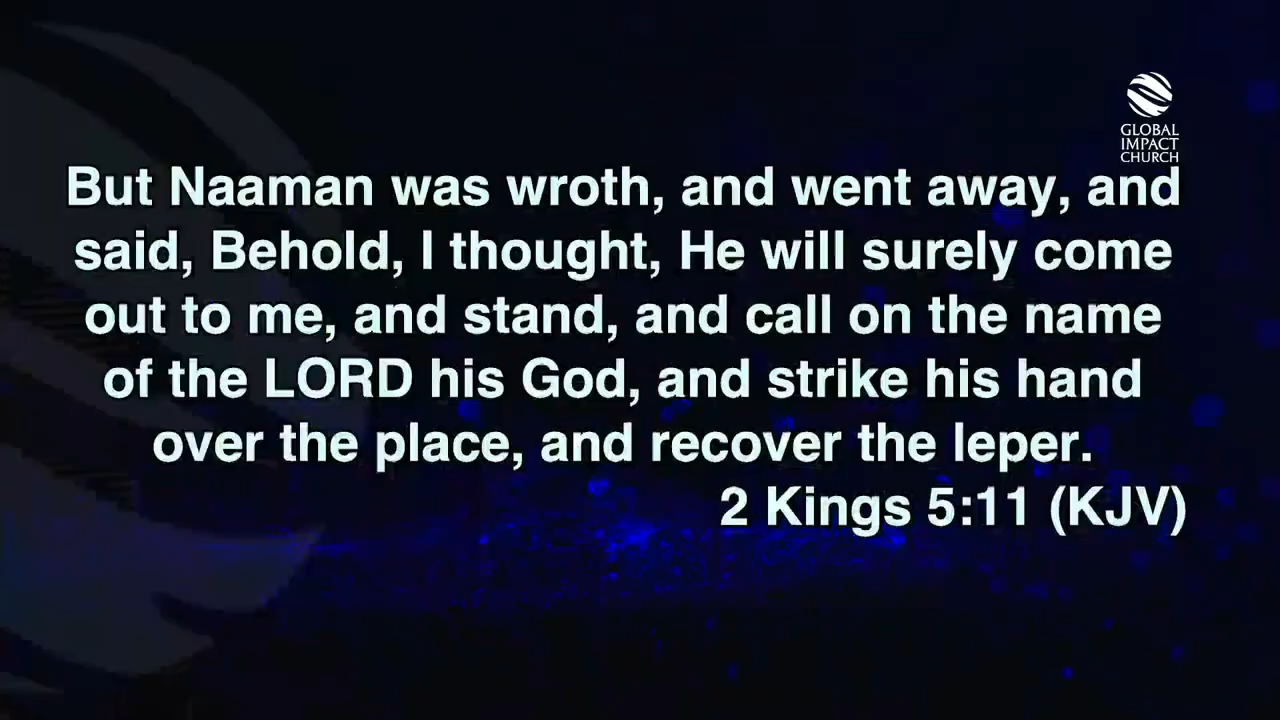 GLOBAL
IMPACT
CHURCH
But Naaman was wroth, and went away, and
said, Behold, I thought, He will surely come
out to me, and stand, and call on the name
of the LORD his God, and strike his hand
over the place, and recover the leper.
2 Kings 5:11 (KJV)